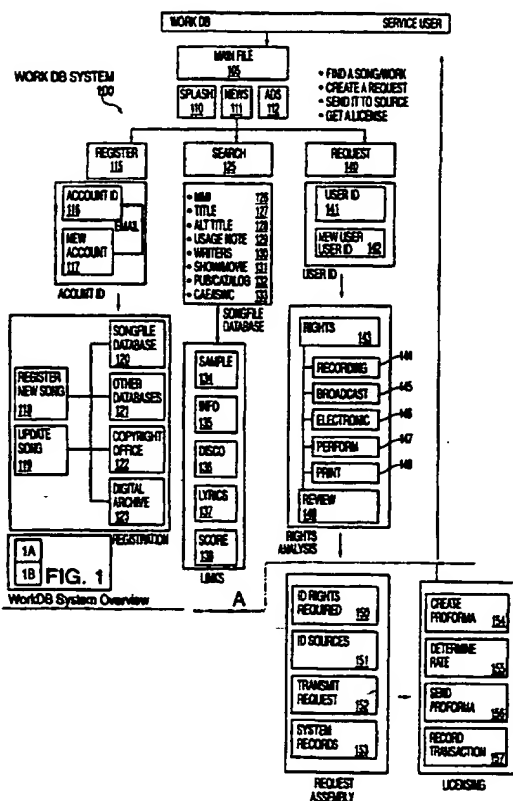 WORK DB SERVICE USER
MAIN FILE
105
WORK DB SYSTEM
100
SPLASH
110
NEWS
111
ADS
112
• FIND A SONG/WORK
• CREATE A REQUEST
• SEND IT TO SOURCE
• GET A LICENSE
REGISTER
115
SEARCH
125
REQUEST
140
ACCOUNT ID
116
EMAIL
NEW
ACCOUNT
117
ACOUNT ID
• MMI 126
• TITLE 127
• ALT TITLE 128
• USAGE NOTE 129
• WRITERS 130
• SHOW/MOVIE 131
• PUB/CATALOG 132
• CAE/ISWC 133
SONGFILE
DATABASE
USER ID
141
NEW USER
USER ID 142
USER ID
REGISTER
NEW SONG
118
UPDATE
SONG
119
SONGFILE
DATABASE
120
OTHER
DATABASES
121
COPYRIGHT
OFFICE
122
DIGITAL
ARCHIVE
123
REGISTRATION
SAMPLE
134
INFO
135
DISCO
136
LYRICS
137
SCORE
138
LINKS
RIGHTS
143
RECORDING 144
BROADCAST 145
ELECTRONIC 146
PERFORM 147
PRINT 148
REVIEW
RIGHTS
ANALYSIS
1A
1B
FIG. 1
WorkDB System Overview
A
ID RIGHTS
REQUIRED 150
ID SOURCES
151
TRANSMIT
REQUEST 152
SYSTEM
RECORDS 153
REQUEST
ASSEMBLY
CREATE
PROFORMA 154
DETERMINE
RATE 155
SEND
PROFORMA 156
RECORD
TRANSACTION 157
LICENSING